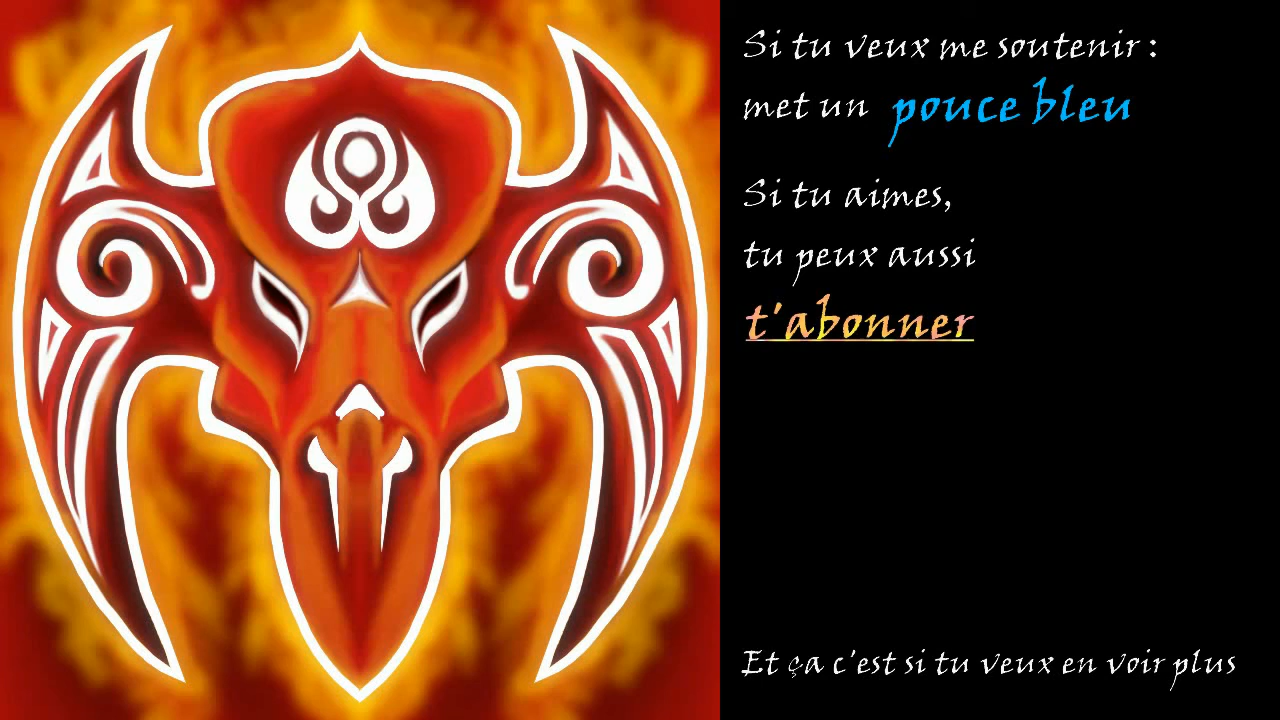 Si tu veux me soutenir :
met un pouce bleu
Si tu aimes,
tu peux aussi
t'abonner
Et ça c'est si tu veux en voir plus